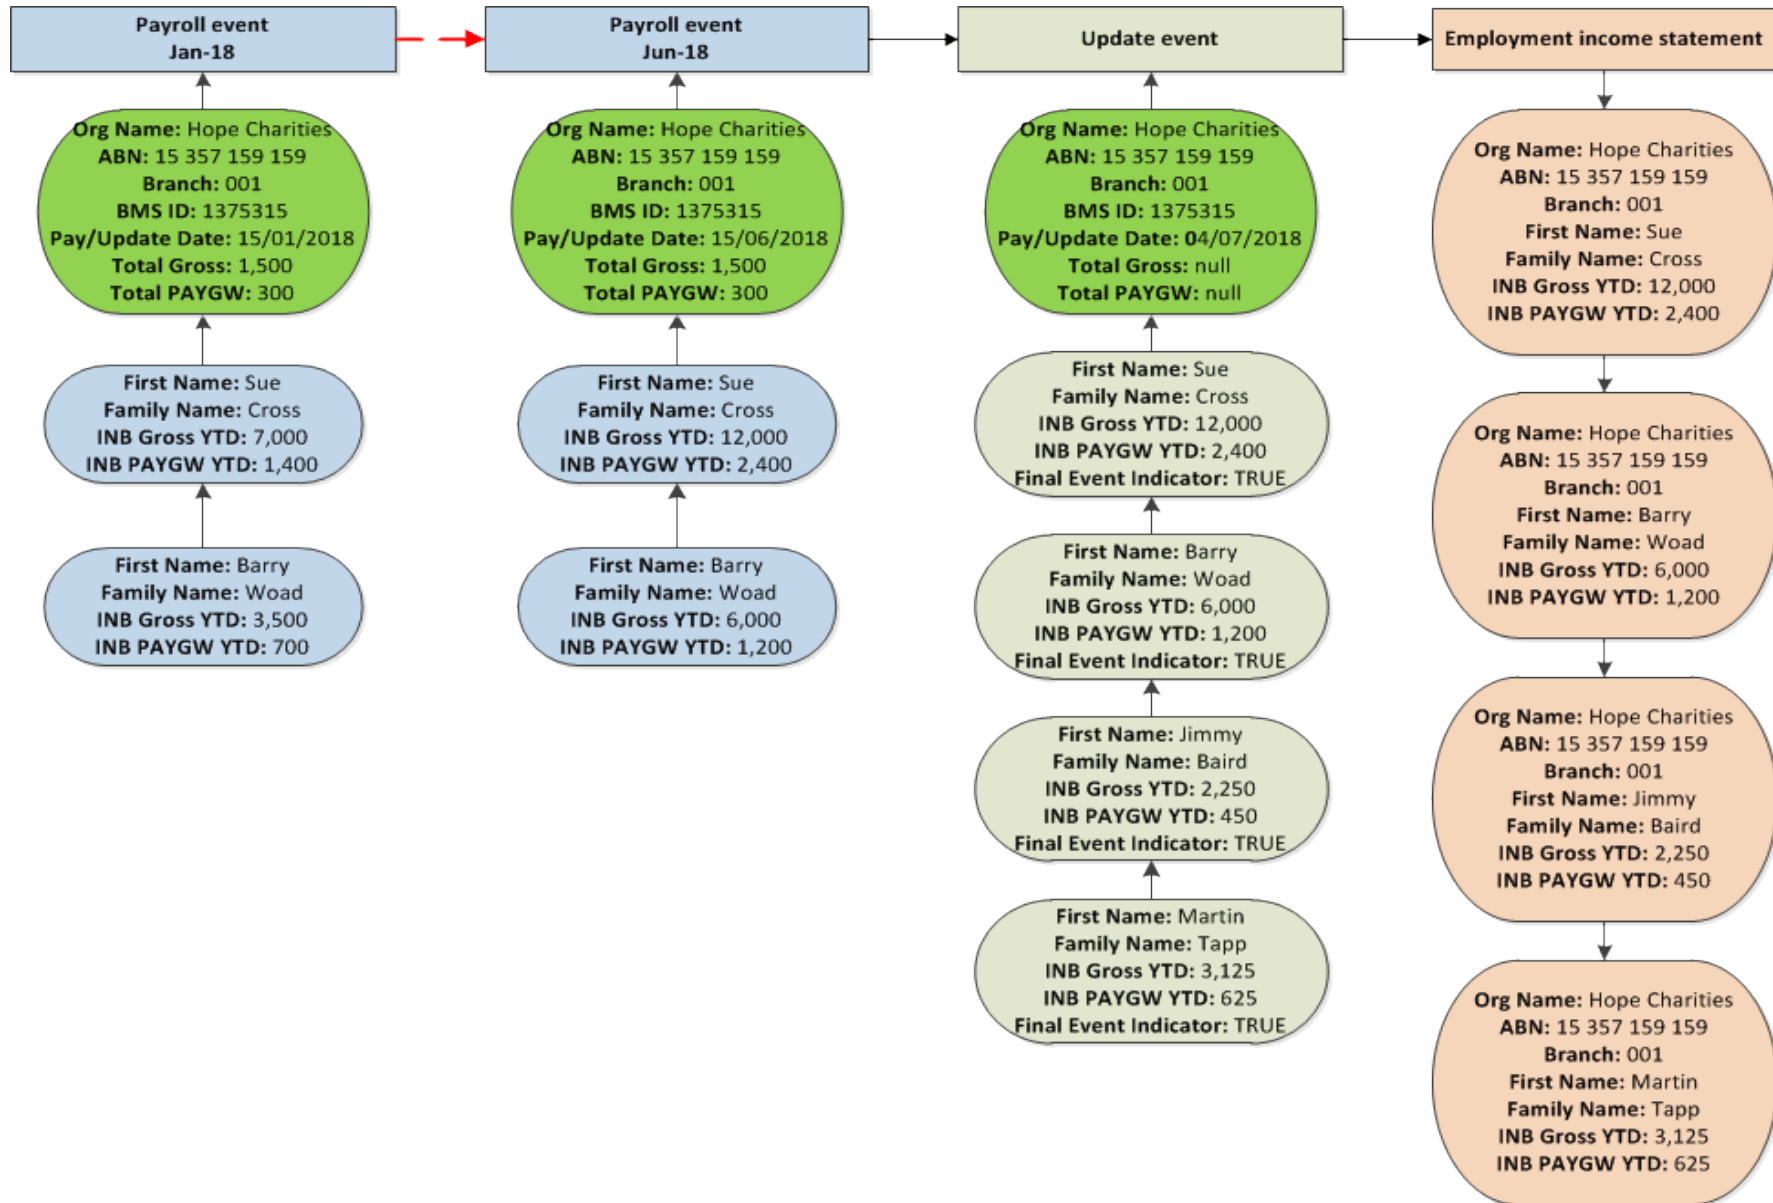 Payroll event
Jan-18
Org Name: Hope Charities
ABN: 15 357 159 159
Branch: 001
BMS ID: 1375315
Pay/Update Date: 15/01/2018
Total Gross: 1,500
Total PAYGW: 300
First Name: Sue
Family Name: Cross
INB Gross YTD: 7,000
INB PAYGW YTD: 1,400
First Name: Barry
Family Name: Woad
INB Gross YTD: 3,500
INB PAYGW YTD: 700
Payroll event
Jun-18
Org Name: Hope Charities
ABN: 15 357 159 159
Branch: 001
BMS ID: 1375315
Pay/Update Date: 15/06/2018
Total Gross: 1,500
Total PAYGW: 300
First Name: Sue
Family Name: Cross
INB Gross YTD: 12,000
INB PAYGW YTD: 2,400
First Name: Barry
Family Name: Woad
INB Gross YTD: 6,000
INB PAYGW YTD: 1,200
Update event
Org Name: Hope Charities
ABN: 15 357 159 159
Branch: 001
BMS ID: 1375315
Pay/Update Date: 04/07/2018
Total Gross: null
Total PAYGW: null
First Name: Sue
Family Name: Cross
INB Gross YTD: 12,000
INB PAYGW YTD: 2,400
Final Event Indicator: TRUE
First Name: Barry
Family Name: Woad
INB Gross YTD: 6,000
INB PAYGW YTD: 1,200
Final Event Indicator: TRUE
First Name: Jimmy
Family Name: Baird
INB Gross YTD: 2,250
INB PAYGW YTD: 450
Final Event Indicator: TRUE
First Name: Martin
Family Name: Tapp
INB Gross YTD: 3,125
INB PAYGW YTD: 625
Final Event Indicator: TRUE
Employment income statement
Org Name: Hope Charities
ABN: 15 357 159 159
Branch: 001
First Name: Sue
Family Name: Cross
INB Gross YTD: 12,000
INB PAYGW YTD: 2,400
Org Name: Hope Charities
ABN: 15 357 159 159
Branch: 001
First Name: Barry
Family Name: Woad
INB Gross YTD: 6,000
INB PAYGW YTD: 1,200
Org Name: Hope Charities
ABN: 15 357 159 159
Branch: 001
First Name: Jimmy
Family Name: Baird
INB Gross YTD: 2,250
INB PAYGW YTD: 450
Org Name: Hope Charities
ABN: 15 357 159 159
Branch: 001
First Name: Martin
Family Name: Tapp
INB Gross YTD: 3,125
INB PAYGW YTD: 625